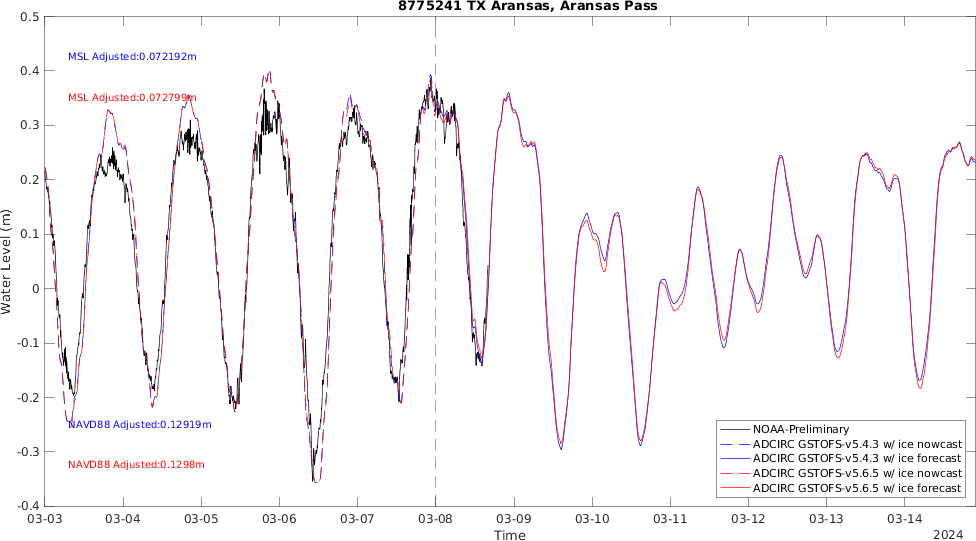 8775241 TX Aransas, Aransas Pass
0.5
0.4
0.3
0.2
0.1
0
-0.1
-0.2
-0.3
-0.4
Water Level (m)
MSL Adjusted:0.072192m
MSL Adjusted:0.072799m
NAVD88 Adjusted:0.12919m
NAVD88 Adjusted:0.1298m
NOAA-Preliminary
ADCIRC GSTOFS-v5.4.3 w/ ice nowcast
ADCIRC GSTOFS-v5.4.3 w/ ice forecast
ADCIRC GSTOFS-v5.6.5 w/ ice nowcast
ADCIRC GSTOFS-v5.6.5 w/ ice forecast
03-03 03-04 03-05 03-06 03-07 03-08 03-09 03-10 03-11 03-12 03-13 03-14
Time
2024